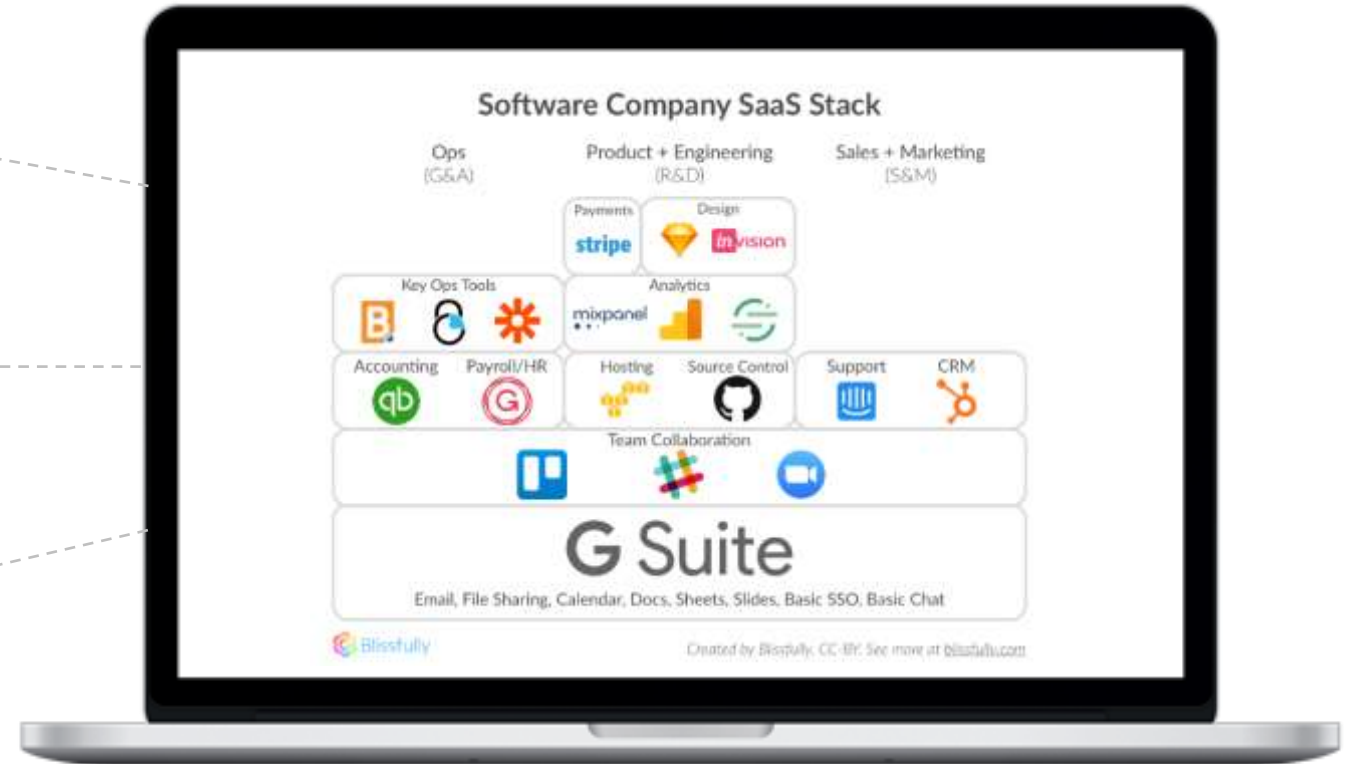 Software Company SaaS Stack
Ops Product + Engineering Sales + Marketing
(G&A) (R&D) (S&M)
Payments Design
stripe invision
Key Ops Tools Analytics
B mixpanel
Accounting Payroll/HR Hosting Source Control Support CRM
qb G
Team Collaboration
G Suite
Email, File Sharing, Calendar, Docs, Sheets, Slides, Basic SSO, Basic Chat
Blissfully Created by Blissfully, CC-BY. See more at blissfully.com